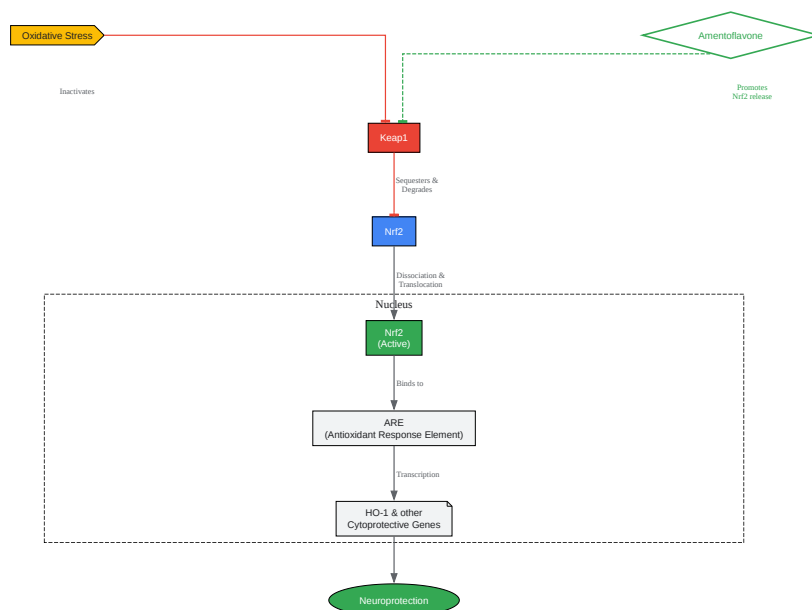 Oxidative Stress
Amentoflavone
Inactivates
Promotes
Nrf2 release
Keap1
Sequesters &
Degrades
Nrf2
Dissociation &
Translocation
Nucleus
Nrf2
(Active)
Binds to
ARE
(Antioxidant Response Element)
Transcription
HO-1 & other
Cytoprotective Genes
Neuroprotection